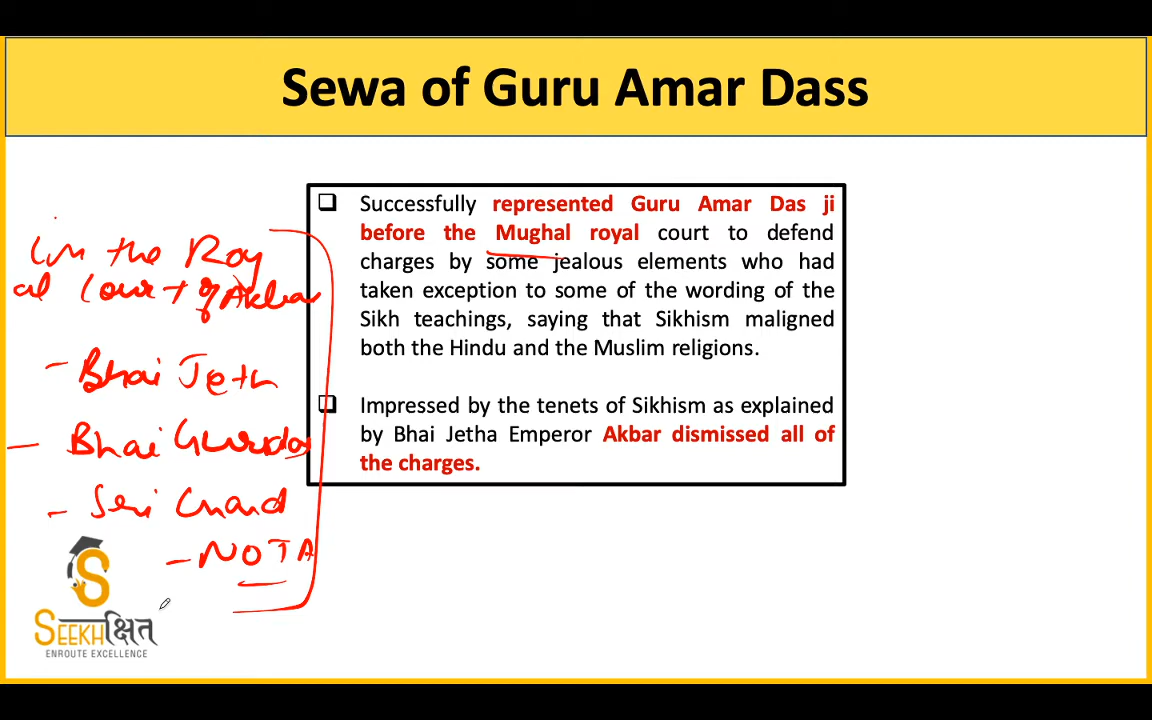 Sewa of Guru Amar Dass
Successfully represented Guru Amar Das ji
before the Mughal royal court to defend
charges by some jealous elements who had
taken exception to some of the wording of the
Sikh teachings, saying that Sikhism maligned
both the Hindu and the Muslim religions.
Impressed by the tenets of Sikhism as explained
by Bhai Jetha Emperor Akbar dismissed all of
the charges.
in the Roy
al Court of Akbar
- Bhai Jeth
- Bhai Gurdas
- Sri Chand
- NOTA
SEEKHक्षित
ENROUTE EXCELLENCE